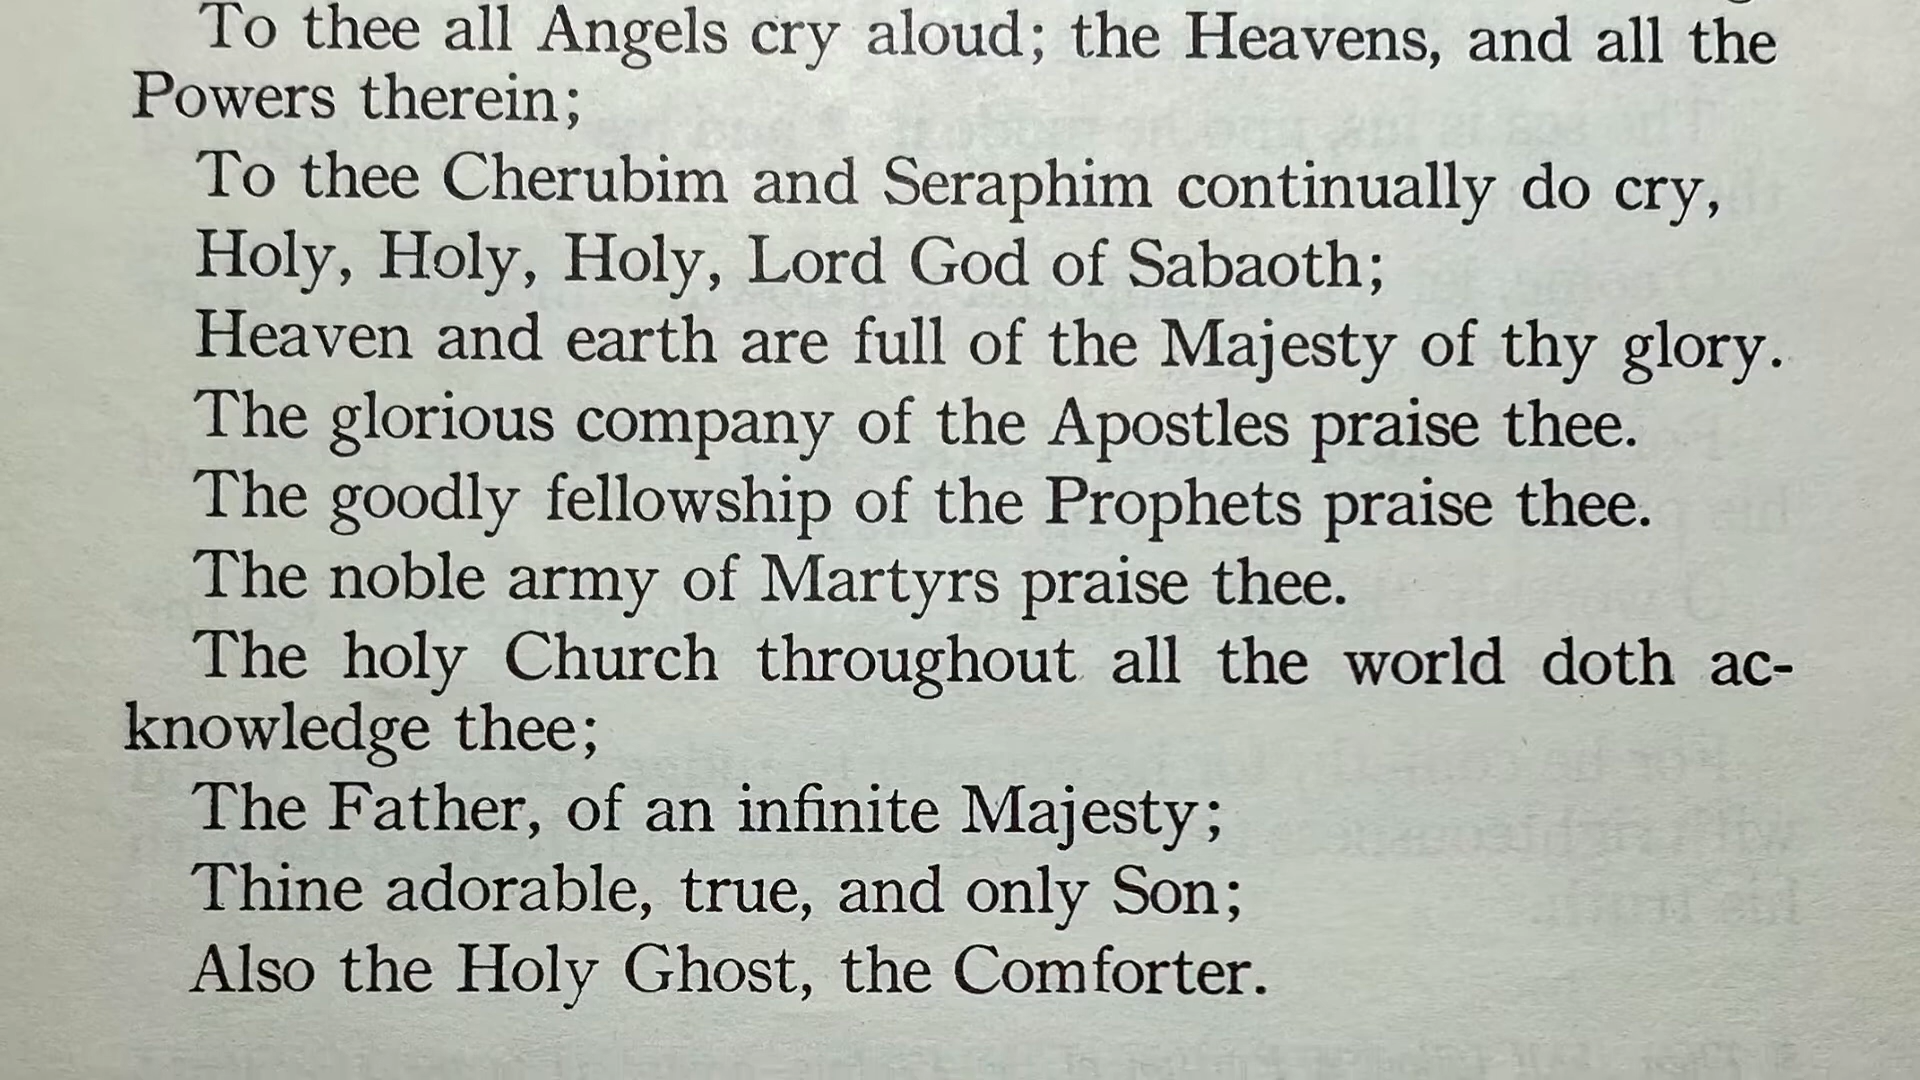 To thee all Angels cry aloud; the Heavens, and all the
Powers therein;
To thee Cherubim and Seraphim continually do cry,
Holy, Holy, Holy, Lord God of Sabaoth;
Heaven and earth are full of the Majesty of thy glory.
The glorious company of the Apostles praise thee.
The goodly fellowship of the Prophets praise thee.
The noble army of Martyrs praise thee.
The holy Church throughout all the world doth ac-
knowledge thee;
The Father, of an infinite Majesty;
Thine adorable, true, and only Son;
Also the Holy Ghost, the Comforter.